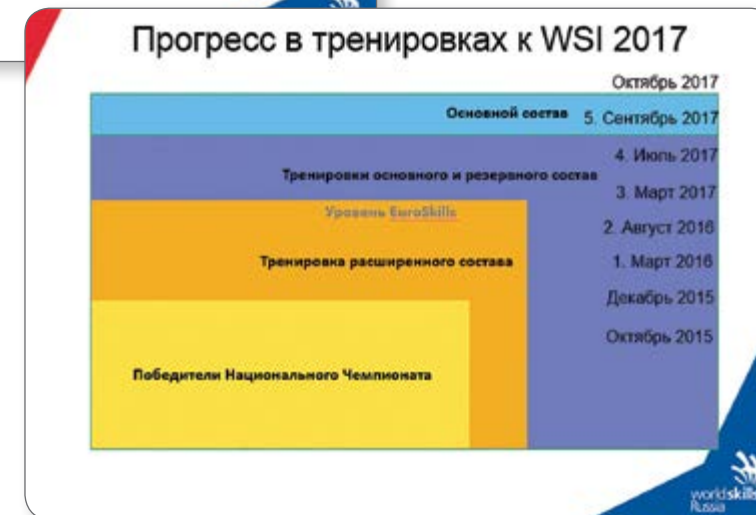 Прогресс в тренировках к WSI 2017
Октябрь 2017
Основной состав
5. Сентябрь 2017
4. Июль 2017
Тренировки основного и резервного состав
3. Март 2017
Уровень EuroSkills
2. Август 2016
Тренировка расширенного состава
1. Март 2016
Декабрь 2015
Октябрь 2015
Победители Национального Чемпионата
worldskills
Russia